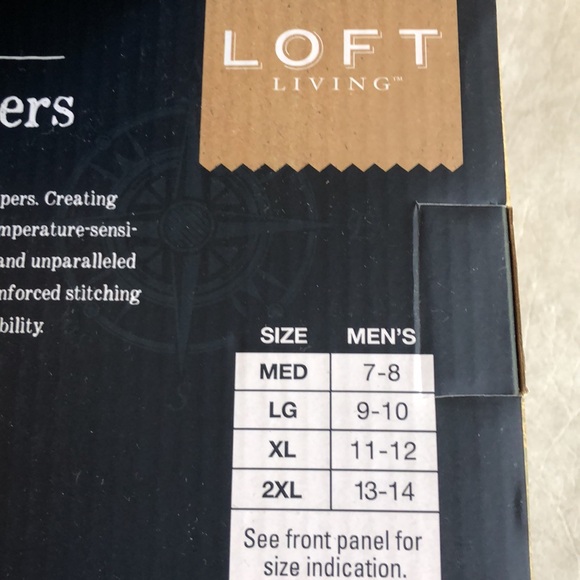 LOFT
LIVING™
ers
pers. Creating
mperature-sensi-
and unparalleled
nforced stitching
bility.
SIZE MEN'S
MED 7-8
LG 9-10
XL 11-12
2XL 13-14
See front panel for
size indication.